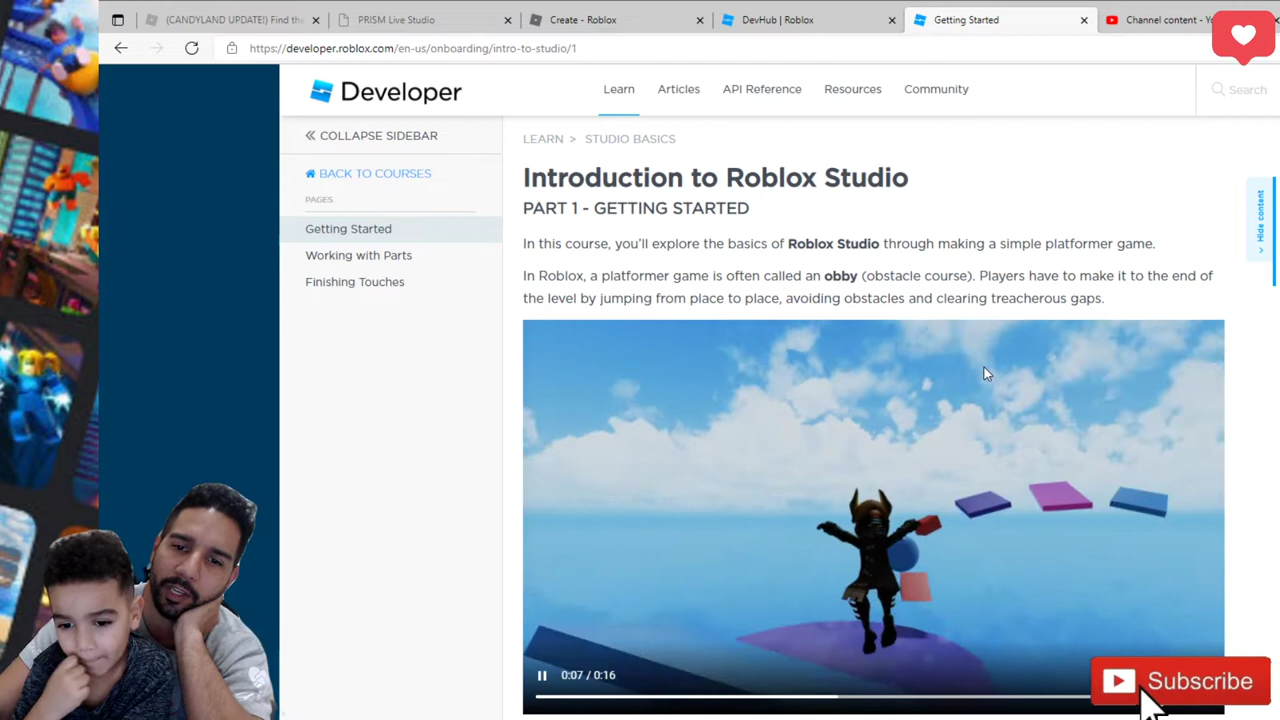 (CANDYLAND UPDATE!) Find the
PRISM Live Studio
Create - Roblox
DevHub | Roblox
Getting Started
Channel content - Y
https://developer.roblox.com/en-us/onboarding/intro-to-studio/1
Developer
Learn
Articles
API Reference
Resources
Community
Search
COLLAPSE SIDEBAR
BACK TO COURSES
PAGES
Getting Started
Working with Parts
Finishing Touches
LEARN > STUDIO BASICS
Introduction to Roblox Studio
PART 1 - GETTING STARTED
In this course, you'll explore the basics of Roblox Studio through making a simple platformer game.
In Roblox, a platformer game is often called an obby (obstacle course). Players have to make it to the end of
the level by jumping from place to place, avoiding obstacles and clearing treacherous gaps.
Hide content
0:07 / 0:16
Subscribe